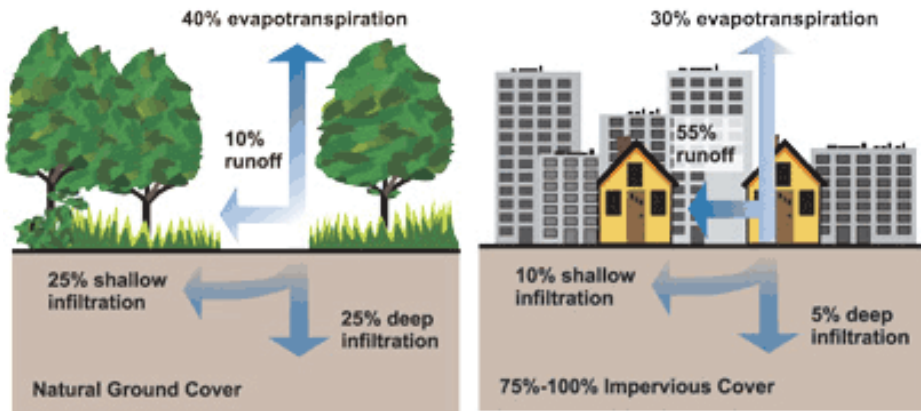 40% evapotranspiration
10%
runoff
25% shallow
infiltration
25% deep
infiltration
Natural Ground Cover
30% evapotranspiration
55%
runoff
10% shallow
infiltration
5% deep
infiltration
75%-100% Impervious Cover